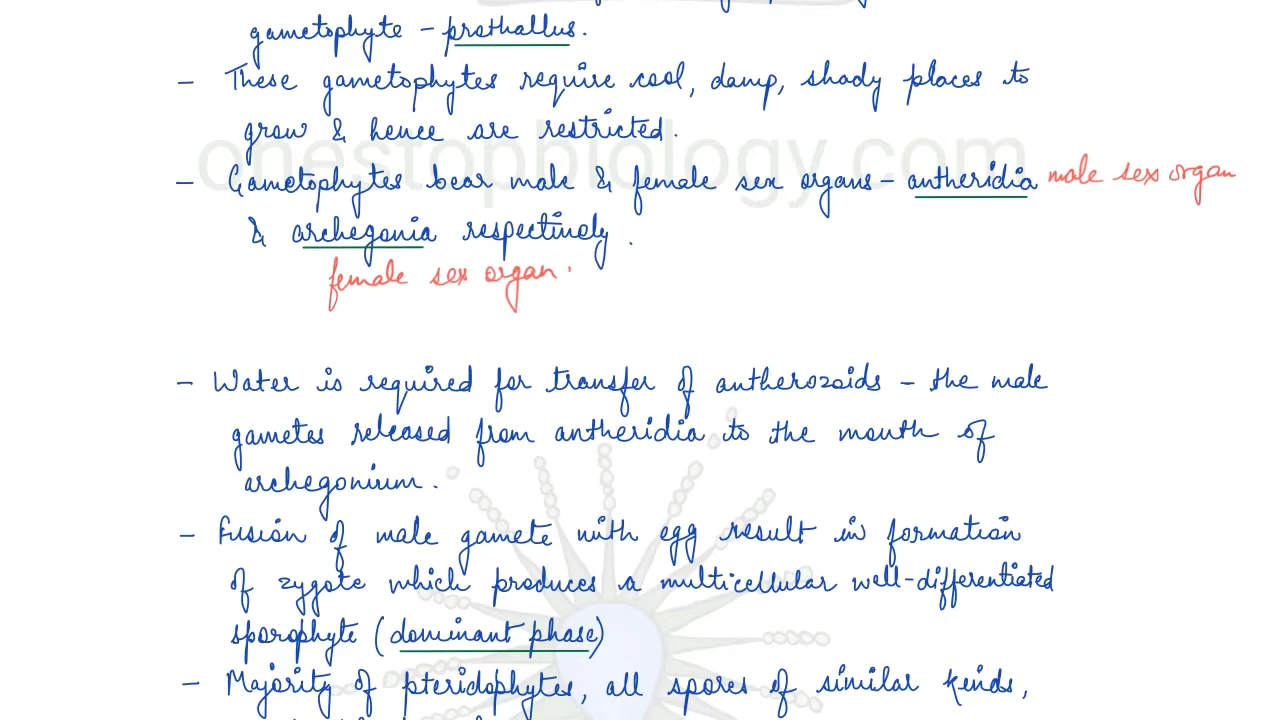 gametophyte - prothallus.
- These gametophytes require cool, damp, shady places to
grow & hence are restricted.
onestopbiology.com
- Gametophytes bear male & female sex organs - antheridia male sex organ
& archegonia respectively.
female sex organ.
- Water is required for transfer of antherozoids - the male
gametes released from antheridia to the mouth of
archegonium.
- Fusion of male gamete with egg result in formation
of zygote which produces a multicellular well-differentiated
sporophyte (dominant phase)
- Majority of pteridophytes, all spores of similar kinds,